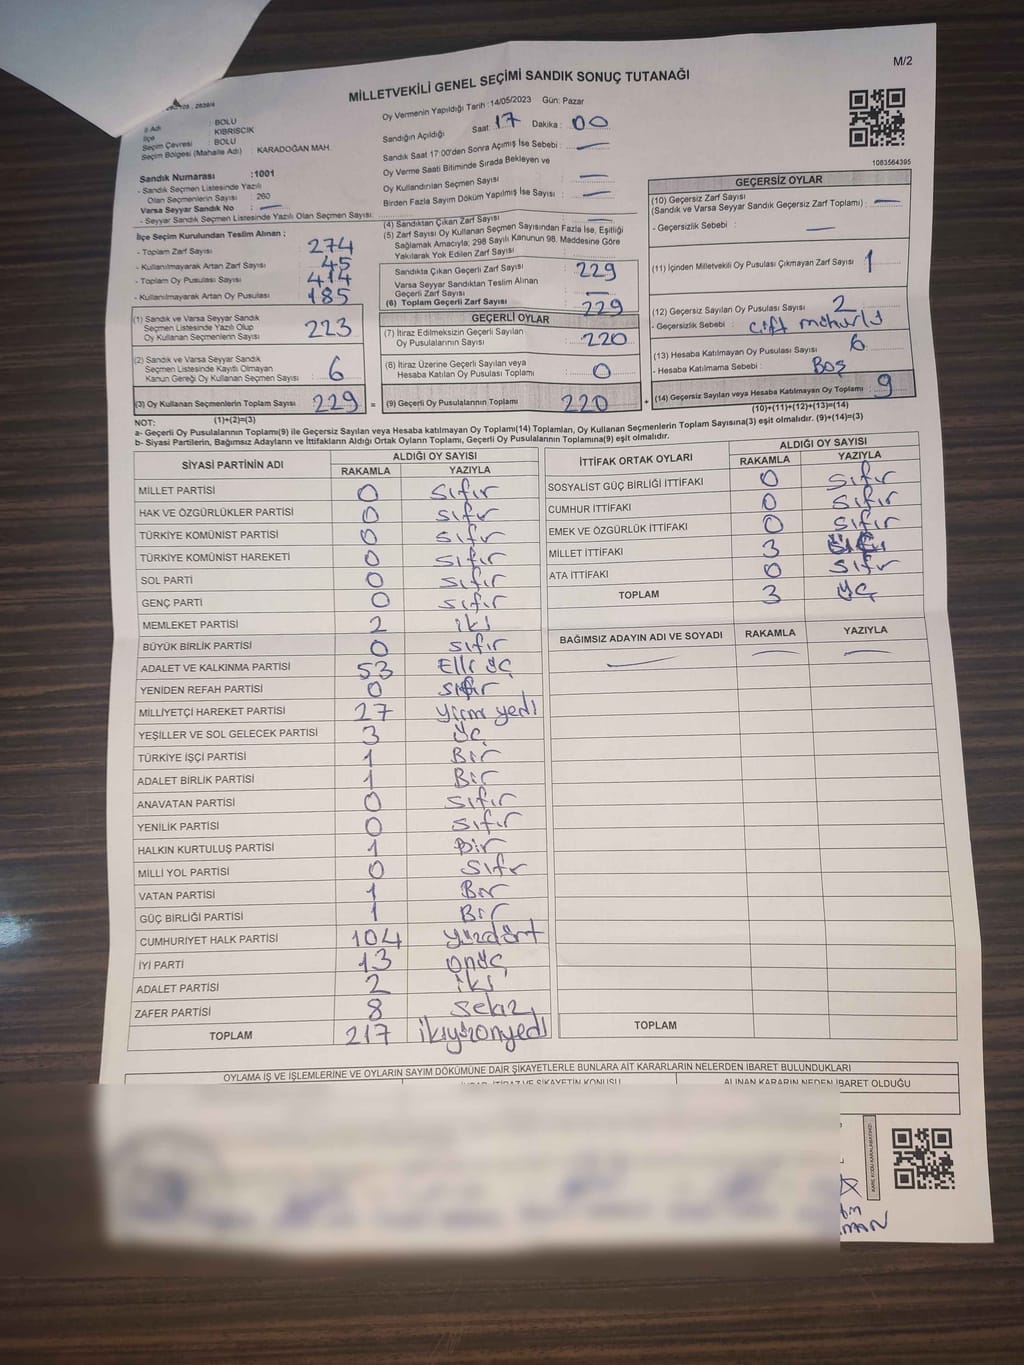 M/2
MİLLETVEKİLİ GENEL SEÇİMİ SANDIK SONUÇ TUTANAĞI
İl Adı : BOLU
İlçe : KIBRISCIK
Seçim Çevresi : BOLU
Seçim Bölgesi (Mahalle Adı) : KARADOĞAN MAH.
Sandık Numarası :1001
- Sandık Seçmen Listesinde Yazılı
Olan Seçmenlerin Sayısı 260
Varsa Seyyar Sandık No : —
- Seyyar Sandık Seçmen Listesinde Yazılı Olan Seçmen Sayısı:
İlçe Seçim Kurulundan Teslim Alınan ;
- Toplam Zarf Sayısı : 274
- Kullanılmayarak Artan Zarf Sayısı : 45
- Toplam Oy Pusulası Sayısı : 414
- Kullanılmayarak Artan Oy Pusulası : 185
(1) Sandık ve Varsa Seyyar Sandık
Seçmen Listesinde Yazılı Olup
Oy Kullanan Seçmenlerin Sayısı : 223
(2) Sandık ve Varsa Seyyar Sandık
Seçmen Listesinde Kayıtlı Olmayan
Kanun Gereği Oy Kullanan Seçmen Sayısı : 6
(3) Oy Kullanan Seçmenlerin Toplam Sayısı : 229 =
Oy Vermenin Yapıldığı Tarih : 14/05/2023 Gün: Pazar
Sandığın Açıldığı Saat: 17 Dakika : 00
Sandık Saat 17:00'den Sonra Açımış İse Sebebi : —
Oy Verme Saati Bitiminde Sırada Bekleyen ve
Oy Kullandırılan Seçmen Sayısı : —
Birden Fazla Sayım Döküm Yapılmış İse Sayısı : —
(4) Sandıktan Çıkan Zarf Sayısı : —
(5) Zarf Sayısı Oy Kullanan Seçmen Sayısından Fazla İse, Eşitliği
Sağlamak Amacıyla; 298 Sayılı Kanunun 98. Maddesine Göre
Yakılarak Yok Edilen Zarf Sayısı :
Sandıkta Çıkan Geçerli Zarf Sayısı : 229
Varsa Seyyar Sandıktan Teslim Alınan
Geçerli Zarf Sayısı : —
(6) Toplam Geçerli Zarf Sayısı : 229
GEÇERLİ OYLAR
(7) İtiraz Edilmeksizin Geçerli Sayılan
Oy Pusulalarının Sayısı : 220
(8) İtiraz Üzerine Geçerli Sayılan veya
Hesaba Katılan Oy Pusulası Toplamı : 0
(9) Geçerli Oy Pusulalarının Toplamı : 220 +
1083564395
GEÇERSİZ OYLAR
(10) Geçersiz Zarf Sayısı
(Sandık ve Varsa Seyyar Sandık Geçersiz Zarf Toplamı) : —
- Geçersizlik Sebebi : —
(11) İçinden Milletvekili Oy Pusulası Çıkmayan Zarf Sayısı : 1
(12) Geçersiz Sayılan Oy Pusulası Sayısı : 2
- Geçersizlik Sebebi : çift mühürlü
(13) Hesaba Katılmayan Oy Pusulası Sayısı : 6
- Hesaba Katılmama Sebebi : Boş
(14) Geçersiz Sayılan veya Hesaba Katılmayan Oy Toplamı : 9
NOT: (1)+(2)=(3) (10)+(11)+(12)+(13)=(14)
a- Geçerli Oy Pusulalarının Toplamı(9) ile Geçersiz Sayılan veya Hesaba katılmayan Oy Toplamı(14) Toplamları, Oy Kullanan Seçmenlerin Toplam Sayısına(3) eşit olmalıdır. (9)+(14)=(3)
b- Siyasi Partilerin, Bağımsız Adayların ve İttifakların Aldığı Ortak Oyların Toplamı, Geçerli Oy Pusulalarının Toplamına(9) eşit olmalıdır.
SİYASİ PARTİNİN ADI ALDIĞI OY SAYISI
RAKAMLA YAZIYLA
MİLLET PARTİSİ 0 sıfır
HAK VE ÖZGÜRLÜKLER PARTİSİ 0 sıfır
TÜRKİYE KOMÜNİST PARTİSİ 0 sıfır
TÜRKİYE KOMÜNİST HAREKETİ 0 sıfır
SOL PARTİ 0 sıfır
GENÇ PARTİ 0 sıfır
MEMLEKET PARTİSİ 2 iki
BÜYÜK BİRLİK PARTİSİ 0 sıfır
ADALET VE KALKINMA PARTİSİ 53 Elli üç
YENİDEN REFAH PARTİSİ 0 sıfır
MİLLİYETÇİ HAREKET PARTİSİ 27 Yirmi yedi
YEŞİLLER VE SOL GELECEK PARTİSİ 3 üç
TÜRKİYE İŞÇİ PARTİSİ 1 Bir
ADALET BİRLİK PARTİSİ 1 Bir
ANAVATAN PARTİSİ 0 sıfır
YENİLİK PARTİSİ 0 sıfır
HALKIN KURTULUŞ PARTİSİ 1 Bir
MİLLİ YOL PARTİSİ 0 sıfr
VATAN PARTİSİ 1 Bir
GÜÇ BİRLİĞİ PARTİSİ 1 Bir
CUMHURİYET HALK PARTİSİ 104 yüzdört
İYİ PARTİ 13 onüç
ADALET PARTİSİ 2 iki
ZAFER PARTİSİ 8 sekiz
TOPLAM 217 ikiyüzonyedi
İTTİFAK ORTAK OYLARI ALDIĞI OY SAYISI
RAKAMLA YAZIYLA
SOSYALİST GÜÇ BİRLİĞİ İTTİFAKI 0 sıfır
CUMHUR İTTİFAKI 0 sıfır
EMEK VE ÖZGÜRLÜK İTTİFAKI 0 sıfır
MİLLET İTTİFAKI 3
ATA İTTİFAKI 0 sıfır
TOPLAM 3 üç
BAĞIMSIZ ADAYIN ADI VE SOYADI RAKAMLA YAZIYLA
— — —
TOPLAM
OYLAMA İŞ VE İŞLEMLERİNE VE OYLARIN SAYIM DÖKÜMÜNE DAİR ŞİKAYETLERLE BUNLARA AİT KARARLARIN NELERDEN İBARET BULUNDUKLARI
ALINAN KARARIN NEDEN İBARET OLDUĞU